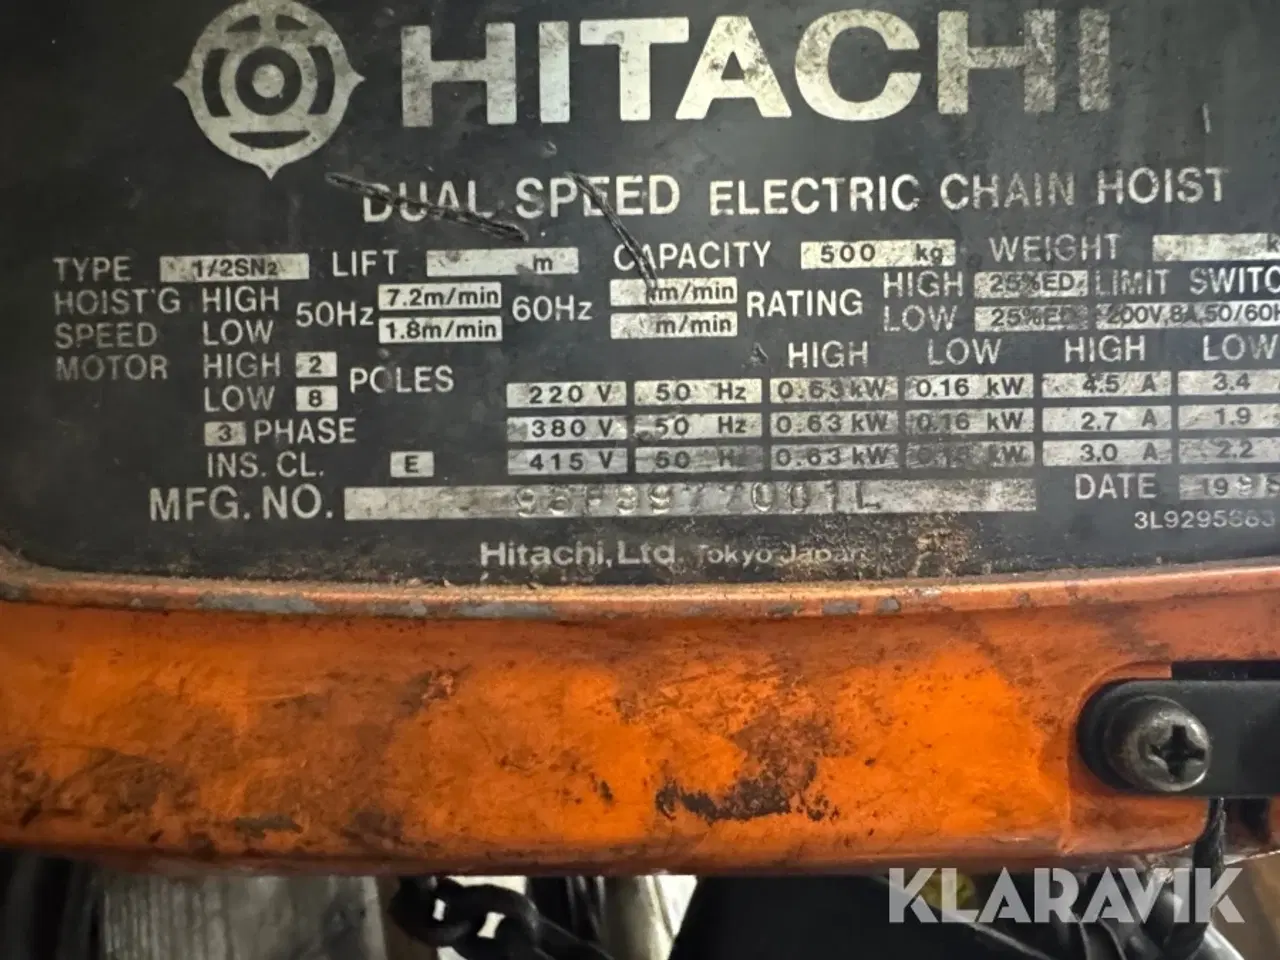 HITACHI
DUAL SPEED ELECTRIC CHAIN HOIST
TYPE 1/2SN2 LIFT m CAPACITY 500 kg WEIGHT
HOIST'G HIGH 50Hz 7.2m/min 60Hz m/min RATING HIGH 25%ED LIMIT SWITC
SPEED LOW 1.8m/min m/min LOW 25%ED 200V,8A,50/60H
MOTOR HIGH 2 POLES HIGH LOW HIGH LOW
LOW 8 220 V 50 Hz 0.63 kW 0.16 kW 4.5 A 3.4
3 PHASE 380 V 50 Hz 0.63 kW 0.16 kW 2.7 A 1.9
INS. CL. E 415 V 50 Hz 0.63 kW 0.16 kW 3.0 A 2.2
MFG. NO. DATE
Hitachi, Ltd. Tokyo Japan
KLARAVIK